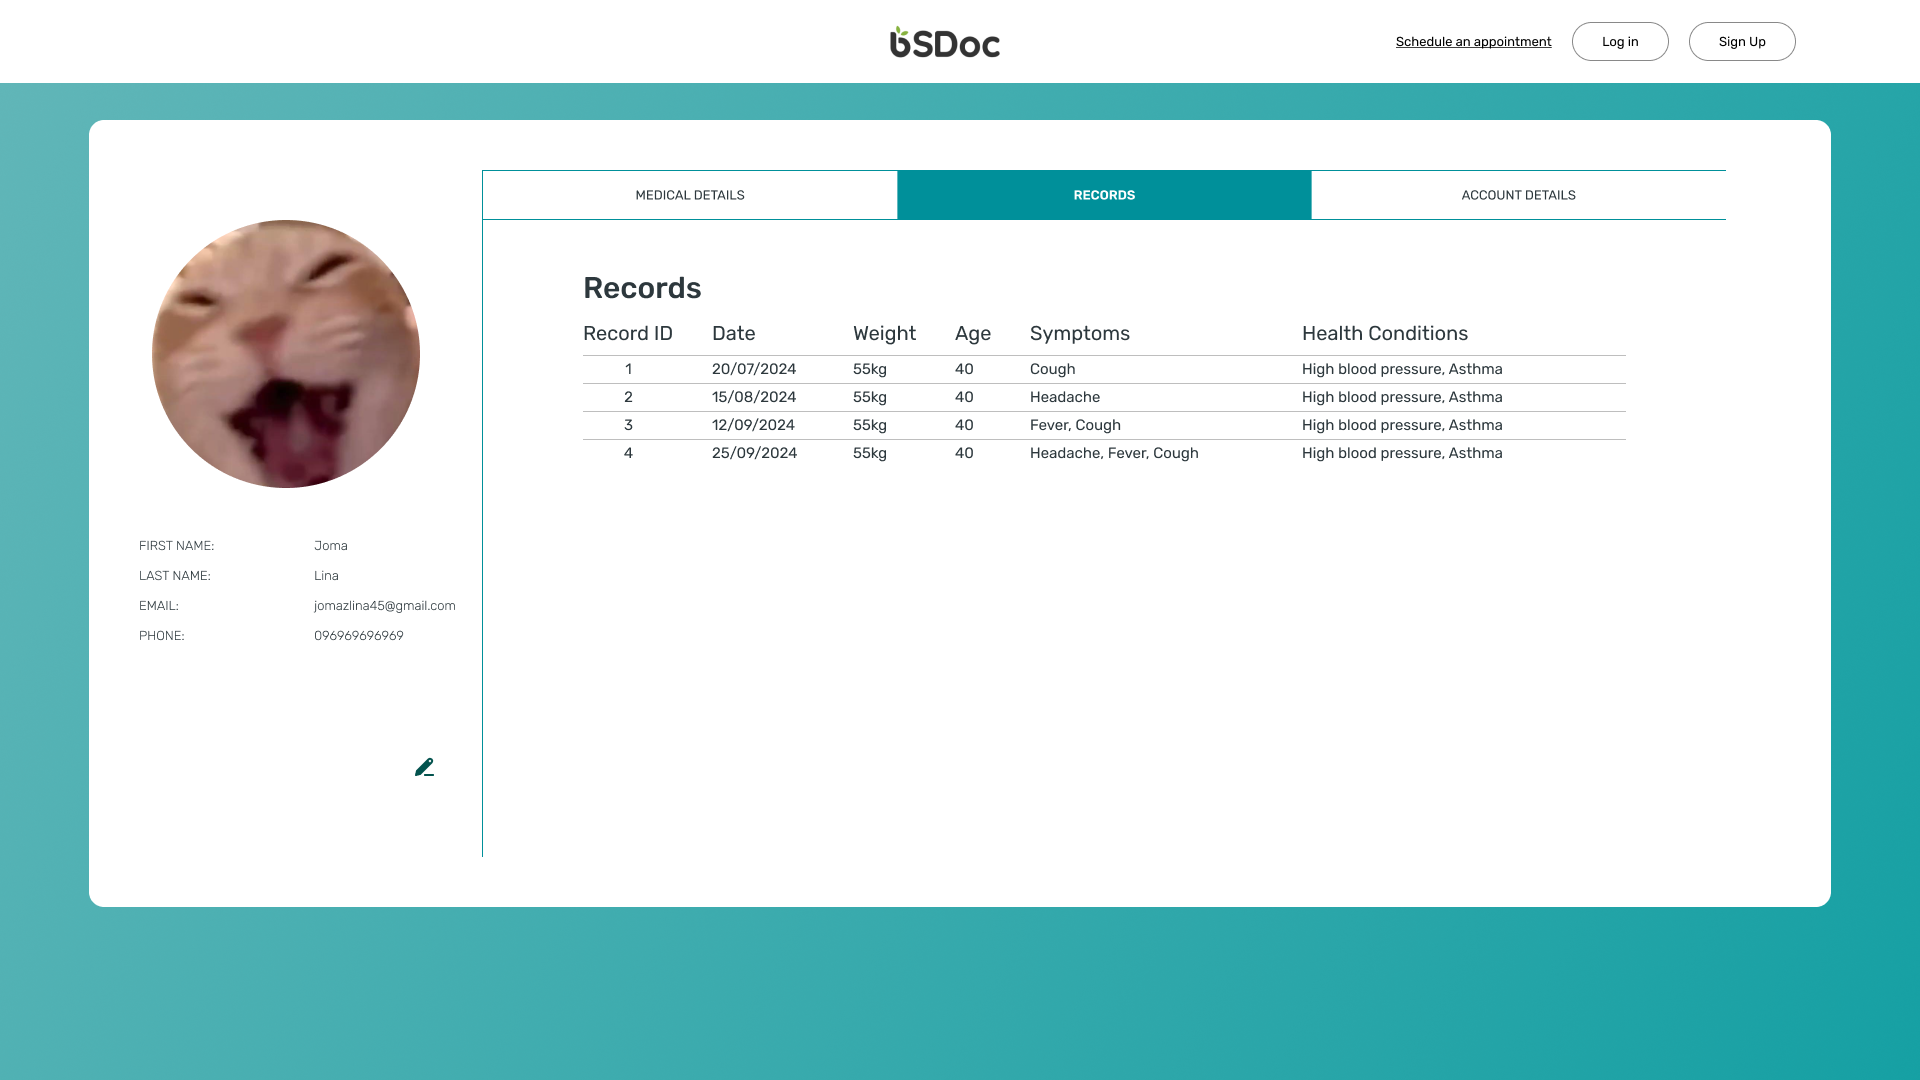 bSDoc
Schedule an appointment
Log in
Sign Up
MEDICAL DETAILS
RECORDS
ACCOUNT DETAILS
Records
Record ID Date Weight Age Symptoms Health Conditions
1 20/07/2024 55kg 40 Cough High blood pressure, Asthma
2 15/08/2024 55kg 40 Headache High blood pressure, Asthma
3 12/09/2024 55kg 40 Fever, Cough High blood pressure, Asthma
4 25/09/2024 55kg 40 Headache, Fever, Cough High blood pressure, Asthma
FIRST NAME: Joma
LAST NAME: Lina
EMAIL: jomazlina45@gmail.com
PHONE: 096969696969